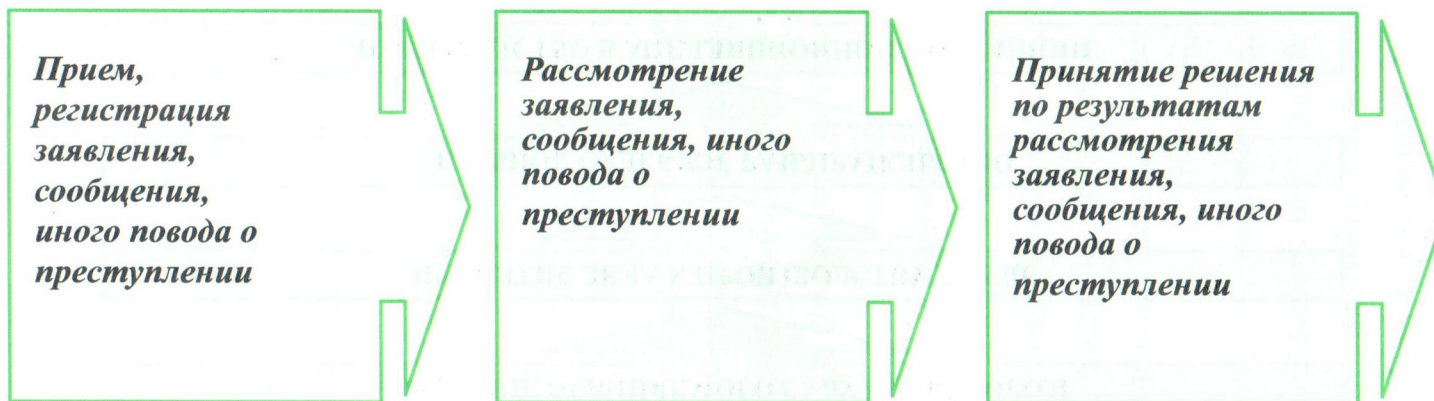 Прием,
регистрация
заявления,
сообщения,
иного повода о
преступлении
Рассмотрение
заявления,
сообщения, иного
повода о
преступлении
Принятие решения
по результатам
рассмотрения
заявления,
сообщения, иного
повода о
преступлении